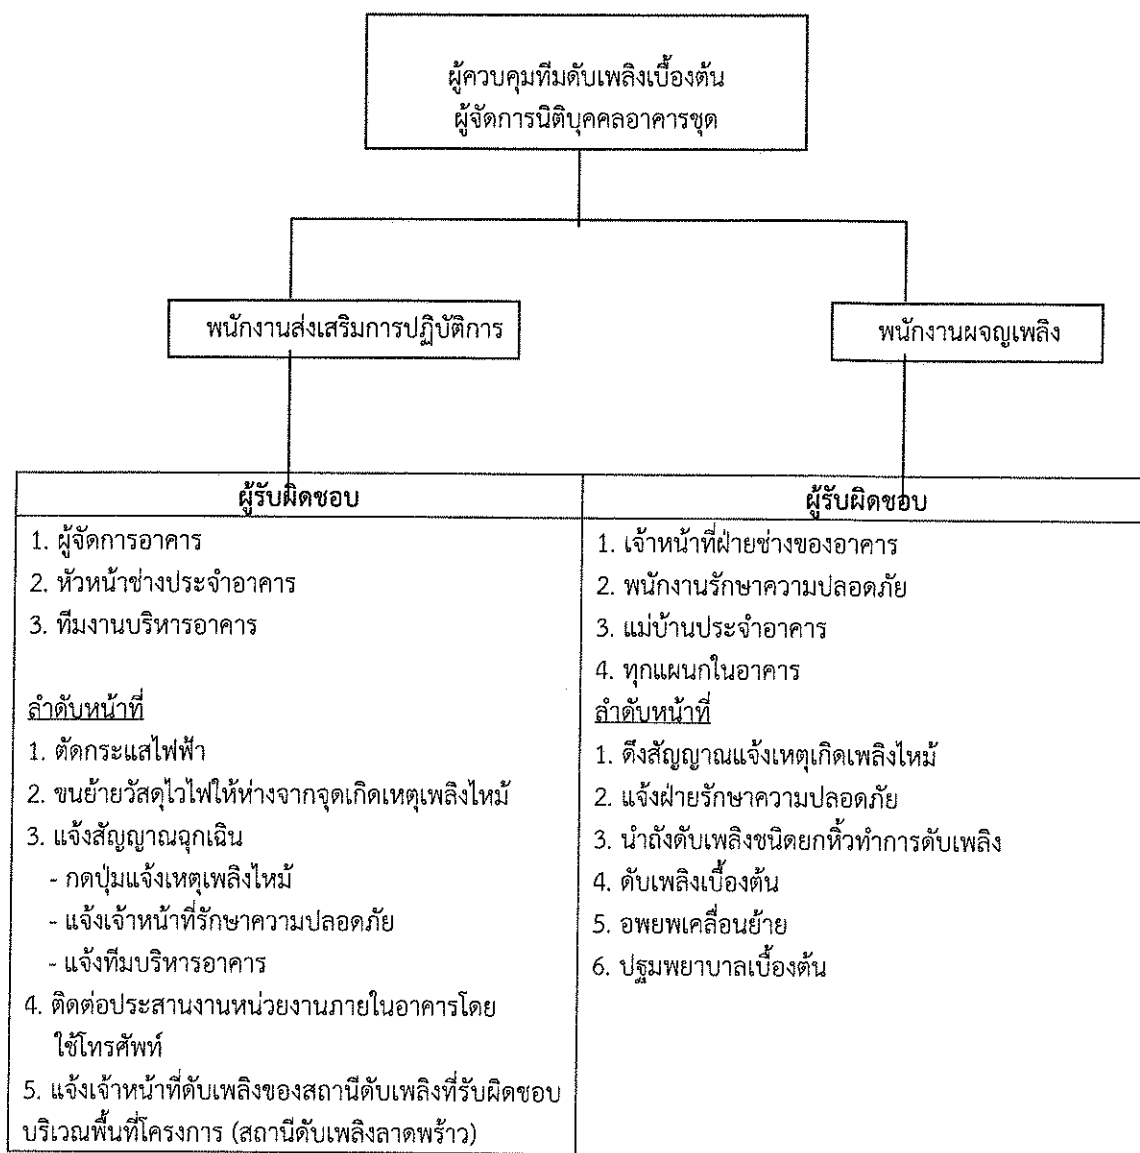 ผู้ควบคุมทีมดับเพลิงเบื้องต้น
ผู้จัดการนิติบุคคลอาคารชุด
พนักงานส่งเสริมการปฏิบัติการ
พนักงานผจญเพลิง
ผู้รับผิดชอบ
1. ผู้จัดการอาคาร
2. หัวหน้าช่างประจำอาคาร
3. ทีมงานบริหารอาคาร
ลำดับหน้าที่
1. ตัดกระแสไฟฟ้า
2. ขนย้ายวัสดุไวไฟให้ห่างจากจุดเกิดเหตุเพลิงไหม้
3. แจ้งสัญญาณฉุกเฉิน
- กดปุ่มแจ้งเหตุเพลิงไหม้
- แจ้งเจ้าหน้าที่รักษาความปลอดภัย
- แจ้งทีมบริหารอาคาร
4. ติดต่อประสานงานหน่วยงานภายในอาคารโดย
ใช้โทรศัพท์
5. แจ้งเจ้าหน้าที่ดับเพลิงของสถานีดับเพลิงที่รับผิดชอบ
บริเวณพื้นที่โครงการ (สถานีดับเพลิงลาดพร้าว)
ผู้รับผิดชอบ
1. เจ้าหน้าที่ฝ่ายช่างของอาคาร
2. พนักงานรักษาความปลอดภัย
3. แม่บ้านประจำอาคาร
4. ทุกแผนกในอาคาร
ลำดับหน้าที่
1. ดึงสัญญาณแจ้งเหตุเกิดเพลิงไหม้
2. แจ้งฝ่ายรักษาความปลอดภัย
3. นำถังดับเพลิงชนิดยกหิ้วทำการดับเพลิง
4. ดับเพลิงเบื้องต้น
5. อพยพเคลื่อนย้าย
6. ปฐมพยาบาลเบื้องต้น